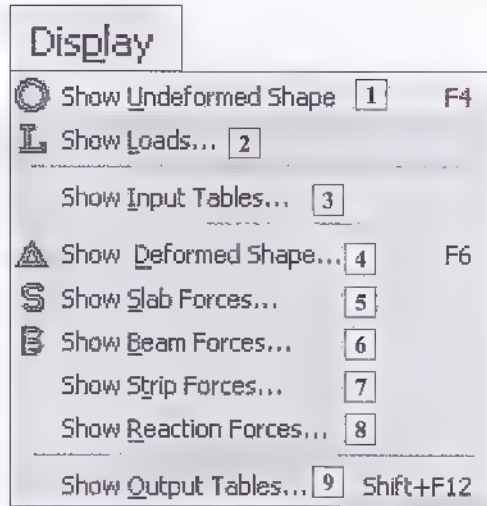 Display
O Show Undeformed Shape 1 F4
L Show Loads... 2
Show Input Tables... 3
Show Deformed Shape... 4 F6
S Show Slab Forces... 5
B Show Beam Forces... 6
Show Strip Forces... 7
Show Reaction Forces... 8
Show Output Tables... 9 Shift+F12